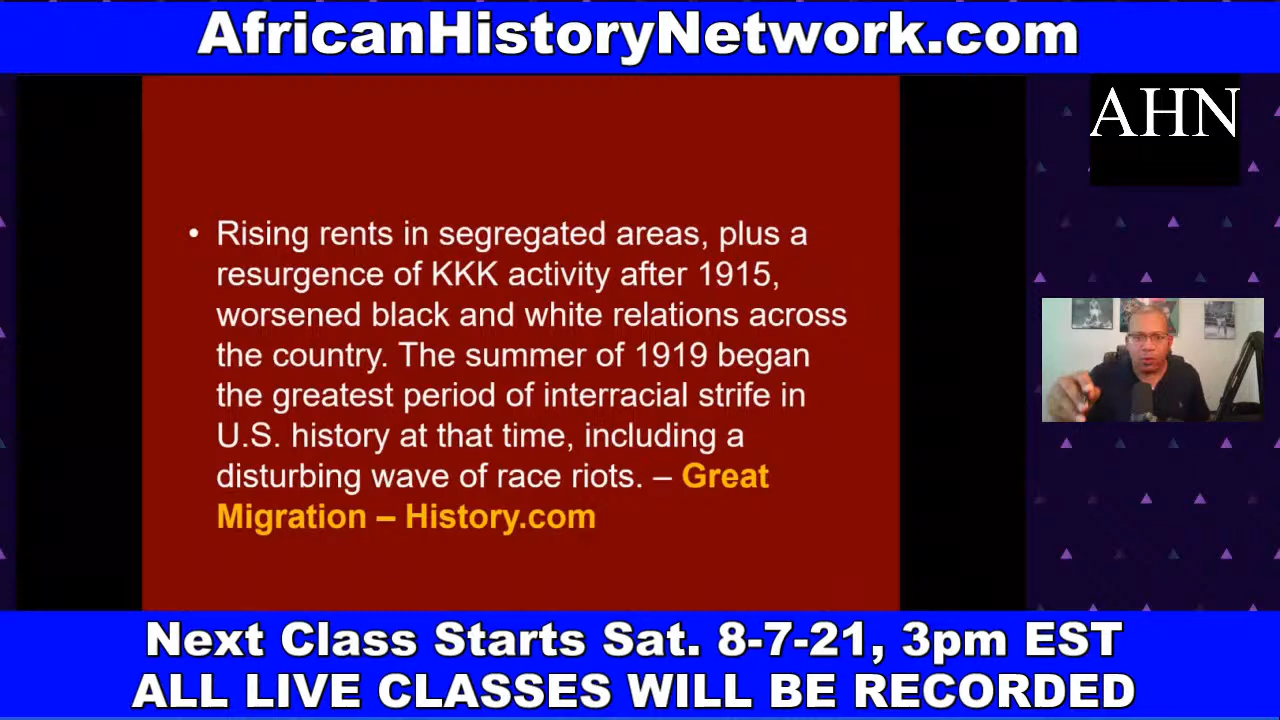 AfricanHistoryNetwork.com
AHN
• Rising rents in segregated areas, plus a
resurgence of KKK activity after 1915,
worsened black and white relations across
the country. The summer of 1919 began
the greatest period of interracial strife in
U.S. history at that time, including a
disturbing wave of race riots. – Great
Migration – History.com
Next Class Starts Sat. 8-7-21, 3pm EST
ALL LIVE CLASSES WILL BE RECORDED